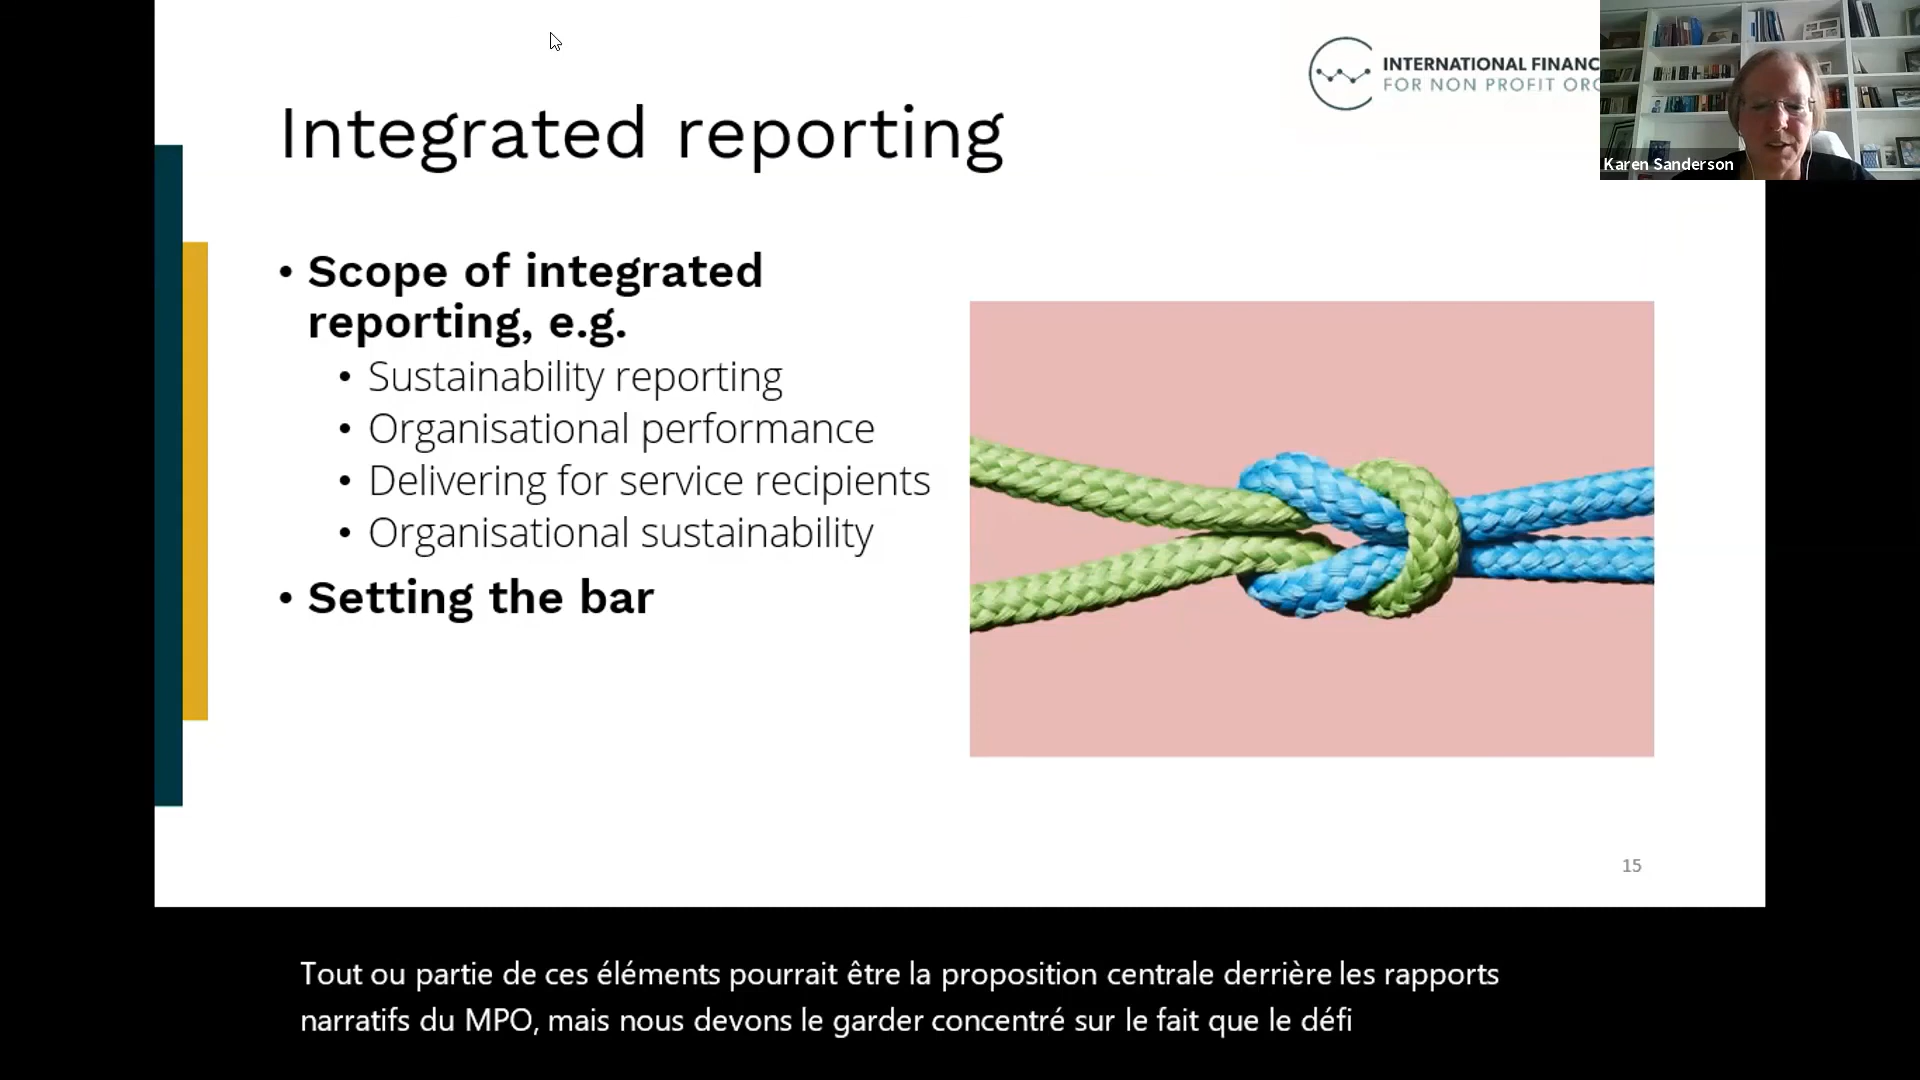 INTERNATIONAL FINANC
FOR NON PROFIT ORG
Karen Sanderson
Integrated reporting
• Scope of integrated
reporting, e.g.
• Sustainability reporting
• Organisational performance
• Delivering for service recipients
• Organisational sustainability
• Setting the bar
15
Tout ou partie de ces éléments pourrait être la proposition centrale derrière les rapports
narratifs du MPO, mais nous devons le garder concentré sur le fait que le défi